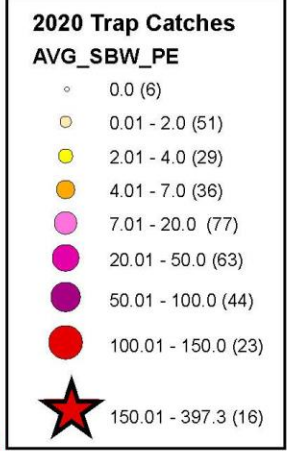 2020 Trap Catches
AVG_SBW_PE
0.0 (6)
0.01 - 2.0 (51)
2.01 - 4.0 (29)
4.01 - 7.0 (36)
7.01 - 20.0 (77)
20.01 - 50.0 (63)
50.01 - 100.0 (44)
100.01 - 150.0 (23)
150.01 - 397.3 (16)